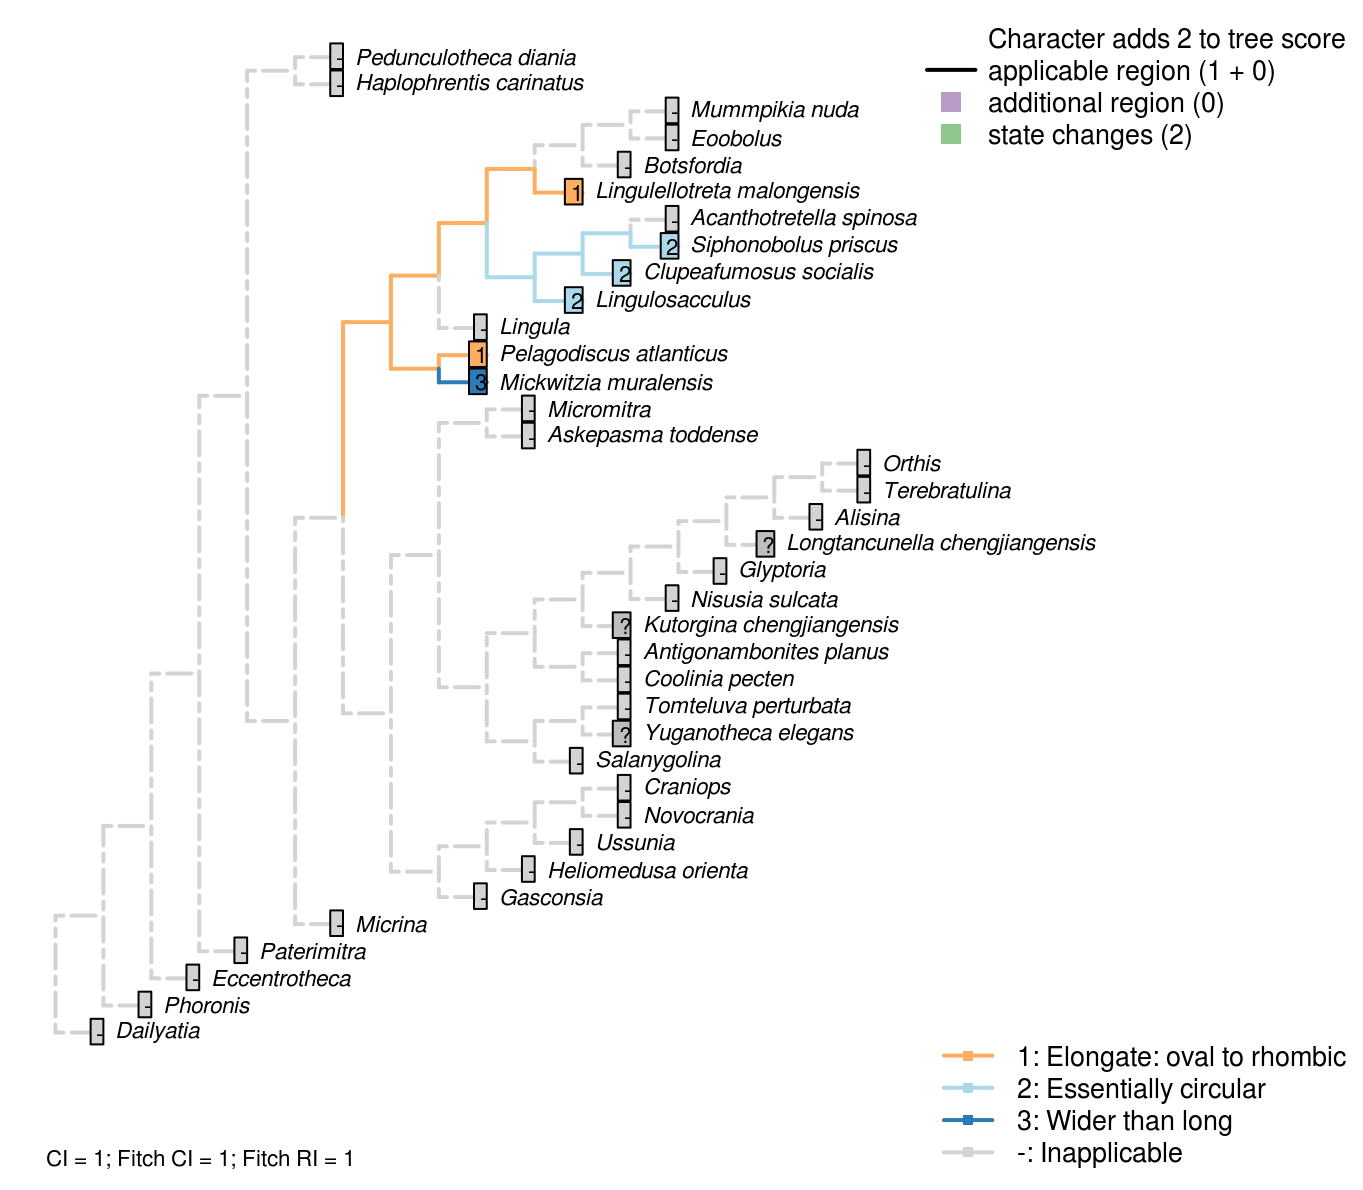 Character adds 2 to tree score
applicable region (1 + 0)
additional region (0)
state changes (2)
- Pedunculotheca diania
- Haplophrentis carinatus
- Mummpikia nuda
- Eoobolus
- Botsfordia
1 Lingulellotreta malongensis
- Acanthotretella spinosa
2 Siphonobolus priscus
2 Clupeafumosus socialis
2 Lingulosacculus
- Lingula
1 Pelagodiscus atlanticus
3 Mickwitzia muralensis
- Micromitra
- Askepasma toddense
- Orthis
- Terebratulina
- Alisina
? Longtancunella chengjiangensis
- Glyptoria
- Nisusia sulcata
? Kutorgina chengjiangensis
- Antigonambonites planus
- Coolinia pecten
- Tomteluva perturbata
? Yuganotheca elegans
- Salanygolina
- Craniops
- Novocrania
- Ussunia
- Heliomedusa orienta
- Gasconsia
- Micrina
- Paterimitra
- Eccentrotheca
- Phoronis
- Dailyatia
1: Elongate: oval to rhombic
2: Essentially circular
3: Wider than long
-: Inapplicable
CI = 1; Fitch CI = 1; Fitch RI = 1